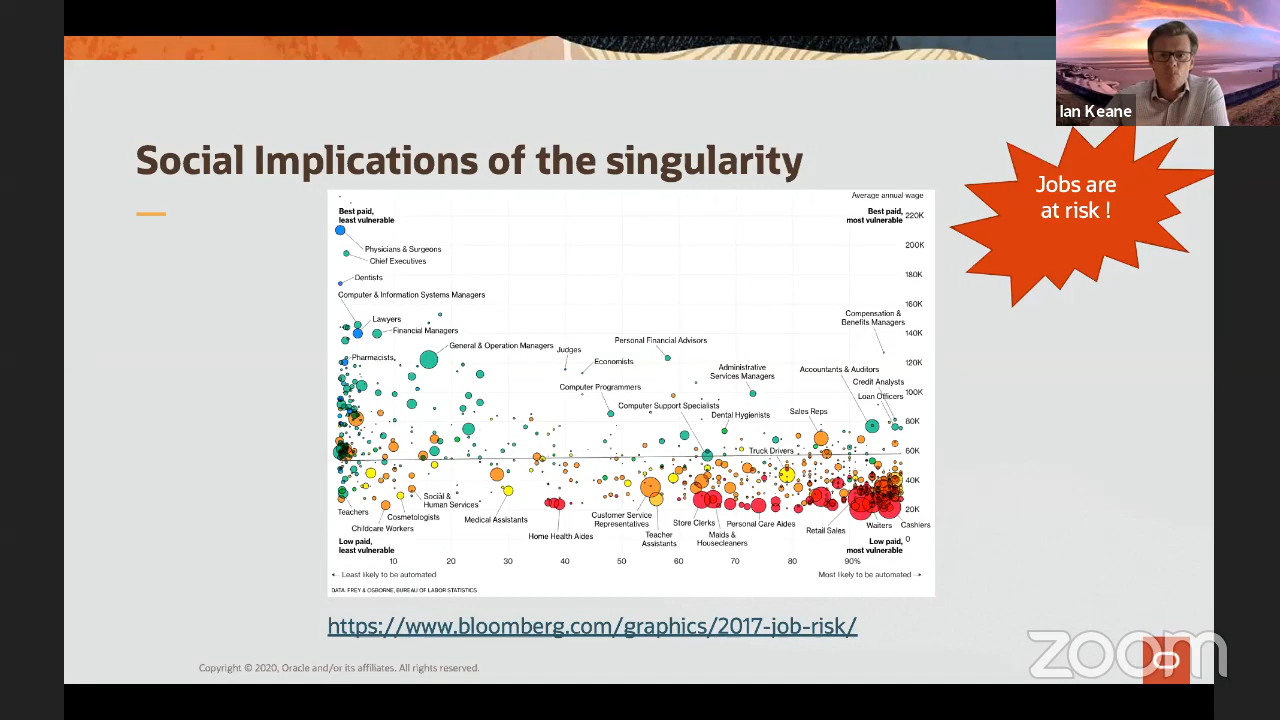 Ian Keane
Social Implications of the singularity
Jobs are
at risk !
Average annual wage
Best paid,
least vulnerable
Best paid,
most vulnerable
220K
Physicians & Surgeons
200K
Chief Executives
Dentists
180K
Computer & Information Systems Managers
160K
Compensation &
Benefits Managers
Lawyers
Financial Managers
140K
General & Operation Managers
Judges
Personal Financial Advisors
Pharmacists
Economists
120K
Administrative
Services Managers
Accountants & Auditors
Computer Programmers
Credit Analysts
100K
Loan Officers
Computer Support Specialists
Dental Hygienists
Sales Reps
80K
Truck Drivers
60K
40K
Social &
Human Services
20K
Teachers
Cosmetologists
Childcare Workers
Medical Assistants
Home Health Aides
Customer Service
Representatives
Teacher
Assistants
Store Clerks
Maids &
Housecleaners
Personal Care Aides
Retail Sales
Waiters
Cashiers
0
Low paid,
least vulnerable
Low paid,
most vulnerable
10 20 30 40 50 60 70 80 90%
Least likely to be automated
Most likely to be automated
DATA: FREY & OSBORNE, BUREAU OF LABOR STATISTICS
https://www.bloomberg.com/graphics/2017-job-risk/
Copyright © 2020, Oracle and/or its affiliates. All rights reserved.
zoom